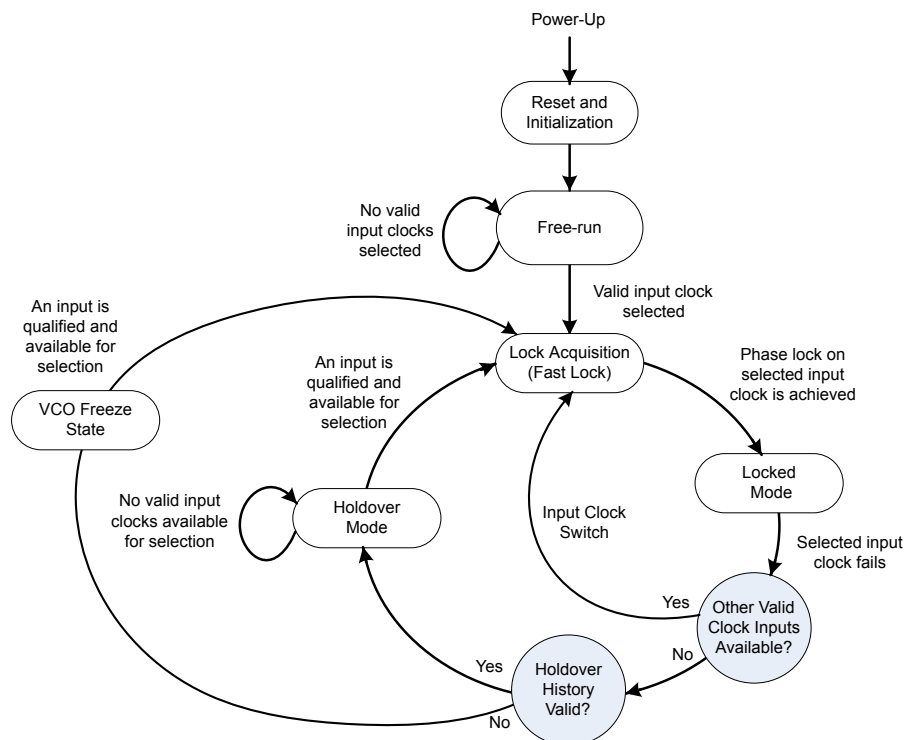 Power-Up
Reset and
Initialization
No valid
input clocks
selected
Free-run
Valid input clock
selected
An input is
qualified and
available for
selection
Lock Acquisition
(Fast Lock)
An input is
qualified and
available for
selection
Phase lock on
selected input
clock is achieved
VCO Freeze
State
Locked
Mode
No valid input
clocks available
for selection
Holdover
Mode
Input Clock
Switch
Selected input
clock fails
Yes
Other Valid
Clock Inputs
Available?
No
Yes
Holdover
History
Valid?
No